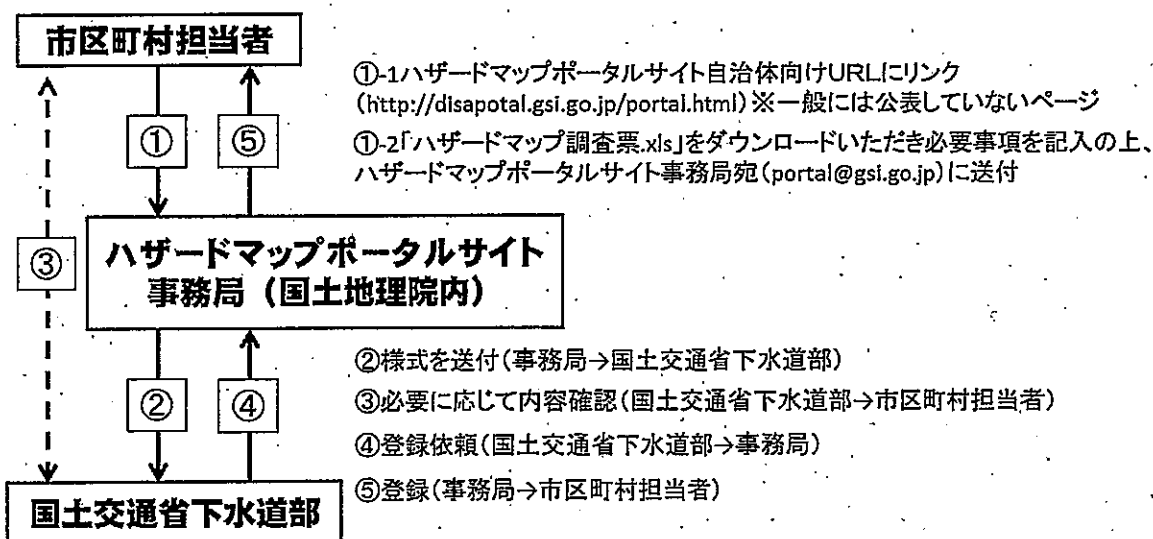 市区町村担当者
①-1ハザードマップポータルサイト自治体向けURLにリンク
(http://disapotal.gsi.go.jp/portal.html)※一般には公表していないページ
①-2「ハザードマップ調査票.xls」をダウンロードいただき必要事項を記入の上、
ハザードマップポータルサイト事務局宛(portal@gsi.go.jp)に送付
①
⑤
③
ハザードマップポータルサイト
事務局(国土地理院内)
②様式を送付(事務局→国土交通省下水道部)
②
④
③必要に応じて内容確認(国土交通省下水道部→市区町村担当者)
④登録依頼(国土交通省下水道部→事務局)
⑤登録(事務局→市区町村担当者)
国土交通省下水道部